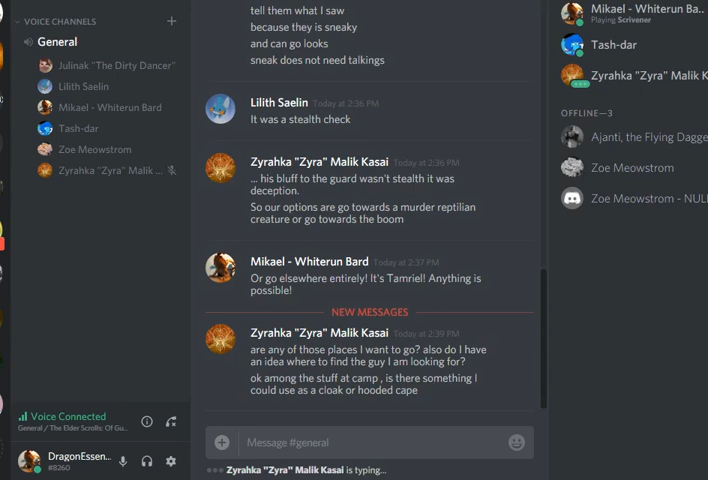 VOICE CHANNELS
General
Julinak "The Dirty Dancer"
Lilith Saelin
Mikael - Whiterun Bard
Tash-dar
Zoe Meowstrom
Zyrahka "Zyra" Malik ...
Voice Connected
General / The Elder Scrolls: Of Gu...
DragonEssen...
#8260
tell them what I saw
because they is sneaky
and can go looks
sneak does not need talkings
Lilith Saelin Today at 2:36 PM
It was a stealth check
Zyrahka "Zyra" Malik Kasai Today at 2:36 PM
... his bluff to the guard wasn't stealth it was
deception.
So our options are go towards a murder reptilian
creature or go towards the boom
Mikael - Whiterun Bard Today at 2:37 PM
Or go elsewhere entirely! It's Tamriel! Anything is
possible!
NEW MESSAGES
Zyrahka "Zyra" Malik Kasai Today at 2:39 PM
are any of those places I want to go? also do I have
an idea where to find the guy I am looking for?
ok among the stuff at camp , is there something I
could use as a cloak or hooded cape
Message #general
Zyrahka "Zyra" Malik Kasai is typing...
Mikael - Whiterun Ba..
Playing Scrivener
Tash-dar
Zyrahka "Zyra" Malik K
OFFLINE—3
Ajanti, the Flying Dagge
Zoe Meowstrom
Zoe Meowstrom - NUL